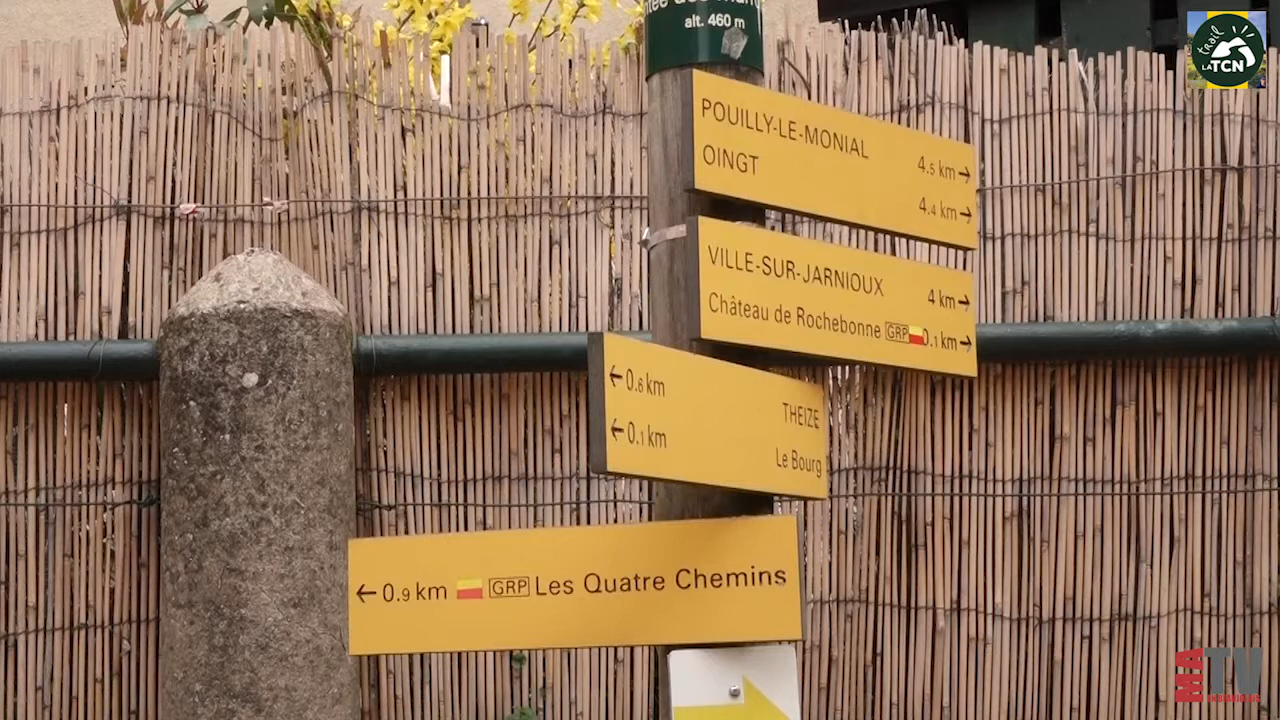 alt. 460 m
trail
LA TCN
POUILLY-LE-MONIAL 4.5 km →
OINGT 4.4 km →
VILLE-SUR-JARNIOUX 4 km →
Château de Rochebonne GRP 0.1 km →
← 0.6 km THEIZE
← 0.1 km Le Bourg
← 0.9 km GRP Les Quatre Chemins
MA TV